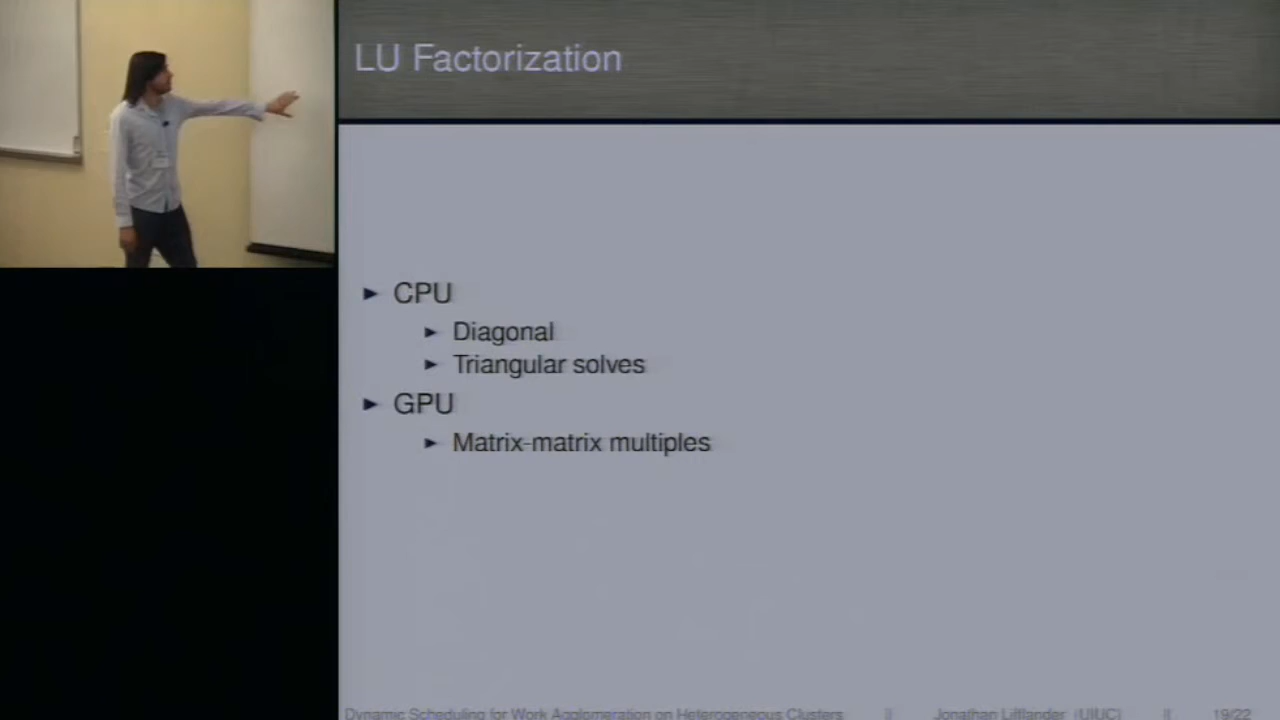 LU Factorization
► CPU
► Diagonal
► Triangular solves
► GPU
► Matrix-matrix multiples
Dynamic Scheduling for Work Agglomeration on Heterogeneous Clusters || Jonathan Lifflander (UIUC) || 19/22